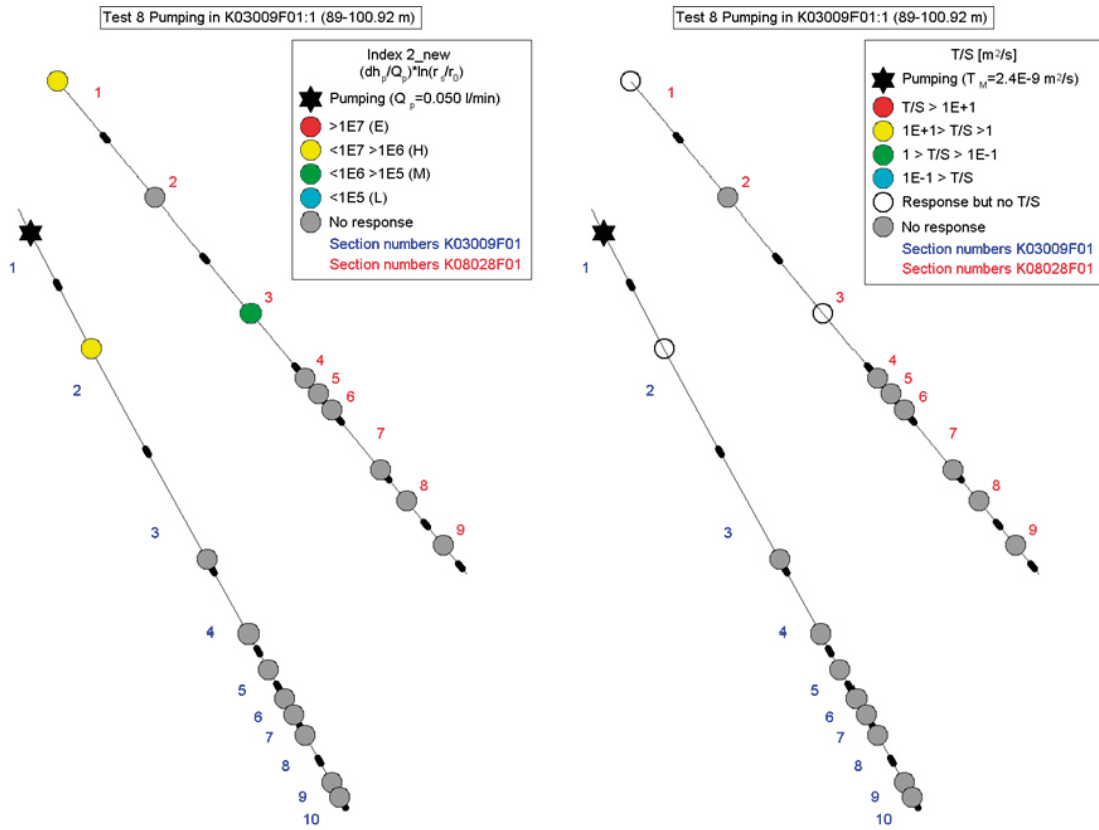 Test 8 Pumping in K03009F01:1 (89-100.92 m)
Index 2_new
(dh_p/Q_p)*ln(r_s/r_0)
Pumping (Q_p=0.050 l/min)
>1E7 (E)
<1E7 >1E6 (H)
<1E6 >1E5 (M)
<1E5 (L)
No response
Section numbers K03009F01
Section numbers K08028F01
1
2
3
4
5
6
7
8
9
1
2
3
4
5
6
7
8
9
10
Test 8 Pumping in K03009F01:1 (89-100.92 m)
T/S [m²/s]
Pumping (T_M=2.4E-9 m²/s)
T/S > 1E+1
1E+1> T/S >1
1 > T/S > 1E-1
1E-1 > T/S
Response but no T/S
No response
Section numbers K03009F01
Section numbers K08028F01
1
2
3
4
5
6
7
8
9
1
2
3
4
5
6
7
8
9
10